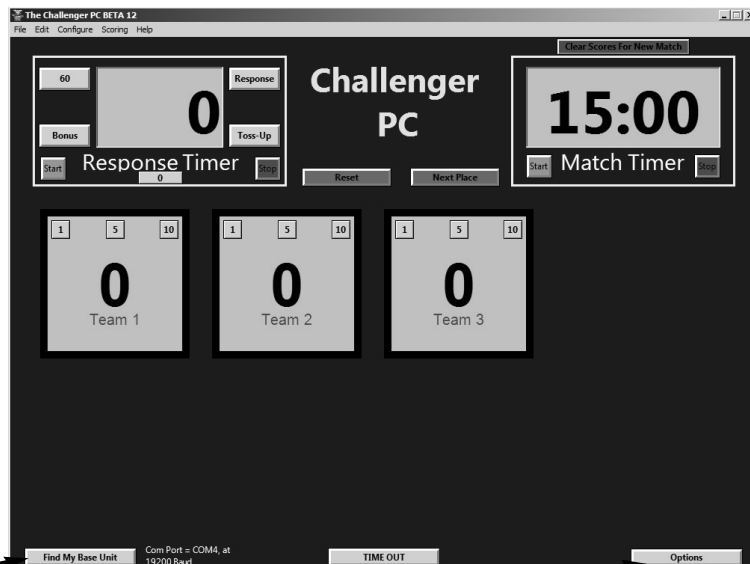 The Challenger PC BETA 12
File Edit Configure Scoring Help
Clear Scores For New Match
60
0
Response
Bonus
Toss-Up
Start
Response Timer
Stop
0
Challenger
PC
Reset
Next Place
15:00
Start
Match Timer
Stop
1 5 10
0
Team 1
1 5 10
0
Team 2
1 5 10
0
Team 3
Find My Base Unit
Com Port = COM4, at
19200 Baud
TIME OUT
Options